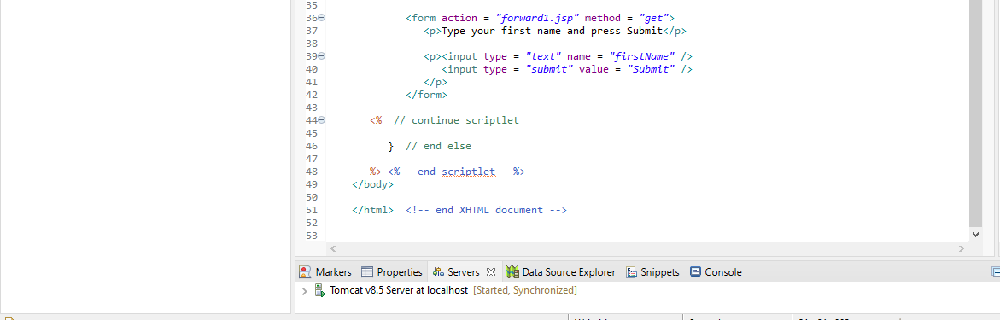 35
36 <form action = "forward1.jsp" method = "get">
37 <p>Type your first name and press Submit</p>
38
39 <p><input type = "text" name = "firstName" />
40 <input type = "submit" value = "Submit" />
41 </p>
42 </form>
43
44 <% // continue scriptlet
45
46 } // end else
47
48 %> <%-- end scriptlet --%>
49 </body>
50
51 </html> <!-- end XHTML document -->
52
53
Markers Properties Servers Data Source Explorer Snippets Console
Tomcat v8.5 Server at localhost [Started, Synchronized]